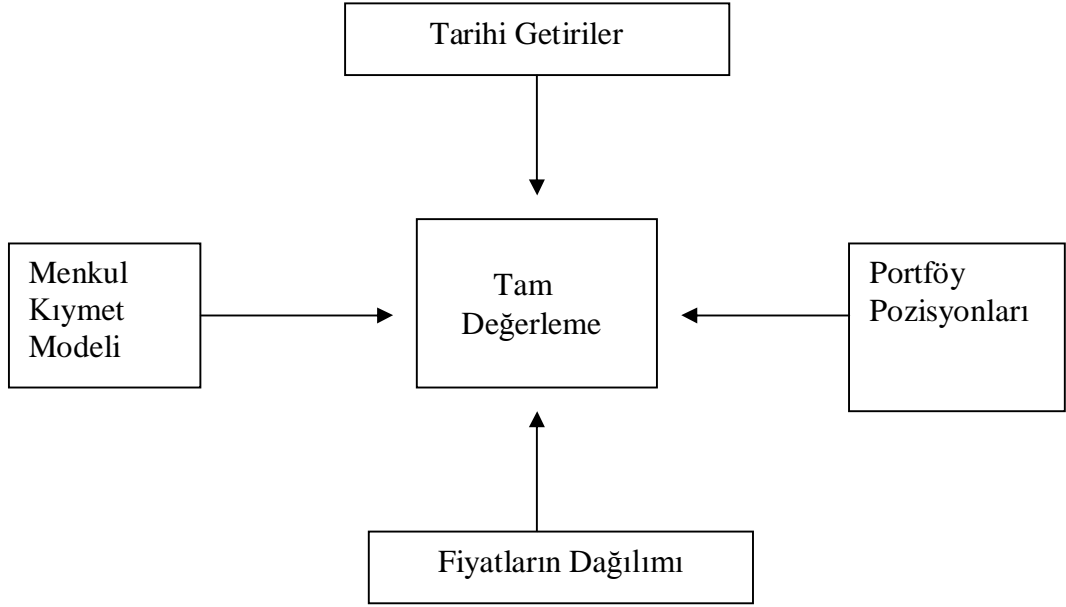 Tarihi Getiriler
Menkul
Kıymet
Modeli
Tam
Değerleme
Portföy
Pozisyonları
Fiyatların Dağılımı